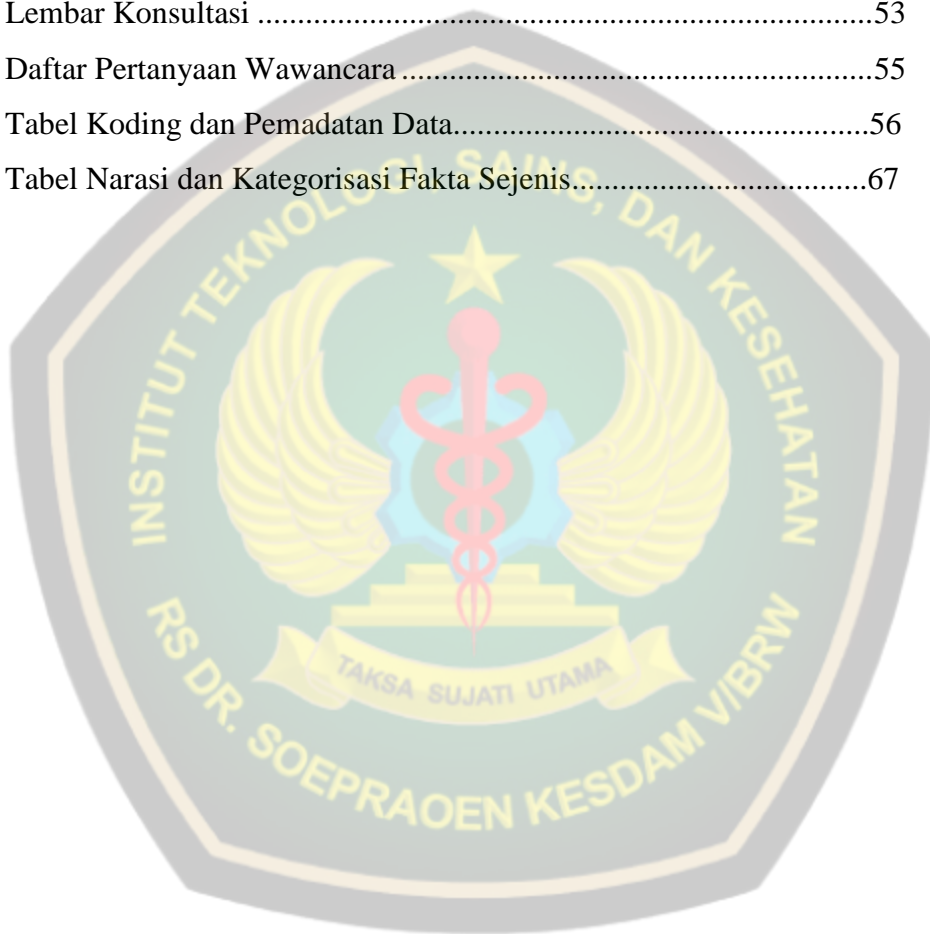 Lembar Konsultasi ............................................................................53
Daftar Pertanyaan Wawancara ..........................................................55
Tabel Koding dan Pemadatan Data....................................................56
Tabel Narasi dan Kategorisasi Fakta Sejenis.....................................67
INSTITUT TEKNOLOGI, SAINS, DAN KESEHATAN
TAKSA SUJATI UTAMA
RS DR. SOEPRAOEN KESDAM V/BRW